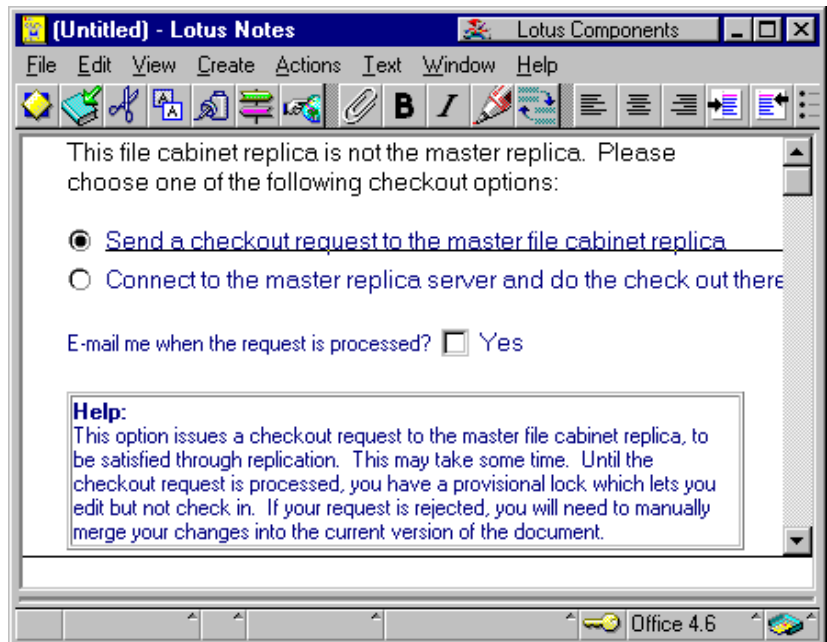 (Untitled) - Lotus Notes
Lotus Components
File Edit View Create Actions Text Window Help
B I
This file cabinet replica is not the master replica. Please
choose one of the following checkout options:
Send a checkout request to the master file cabinet replica
Connect to the master replica server and do the check out there
E-mail me when the request is processed? Yes
Help:
This option issues a checkout request to the master file cabinet replica, to
be satisfied through replication. This may take some time. Until the
checkout request is processed, you have a provisional lock which lets you
edit but not check in. If your request is rejected, you will need to manually
merge your changes into the current version of the document.
Office 4.6